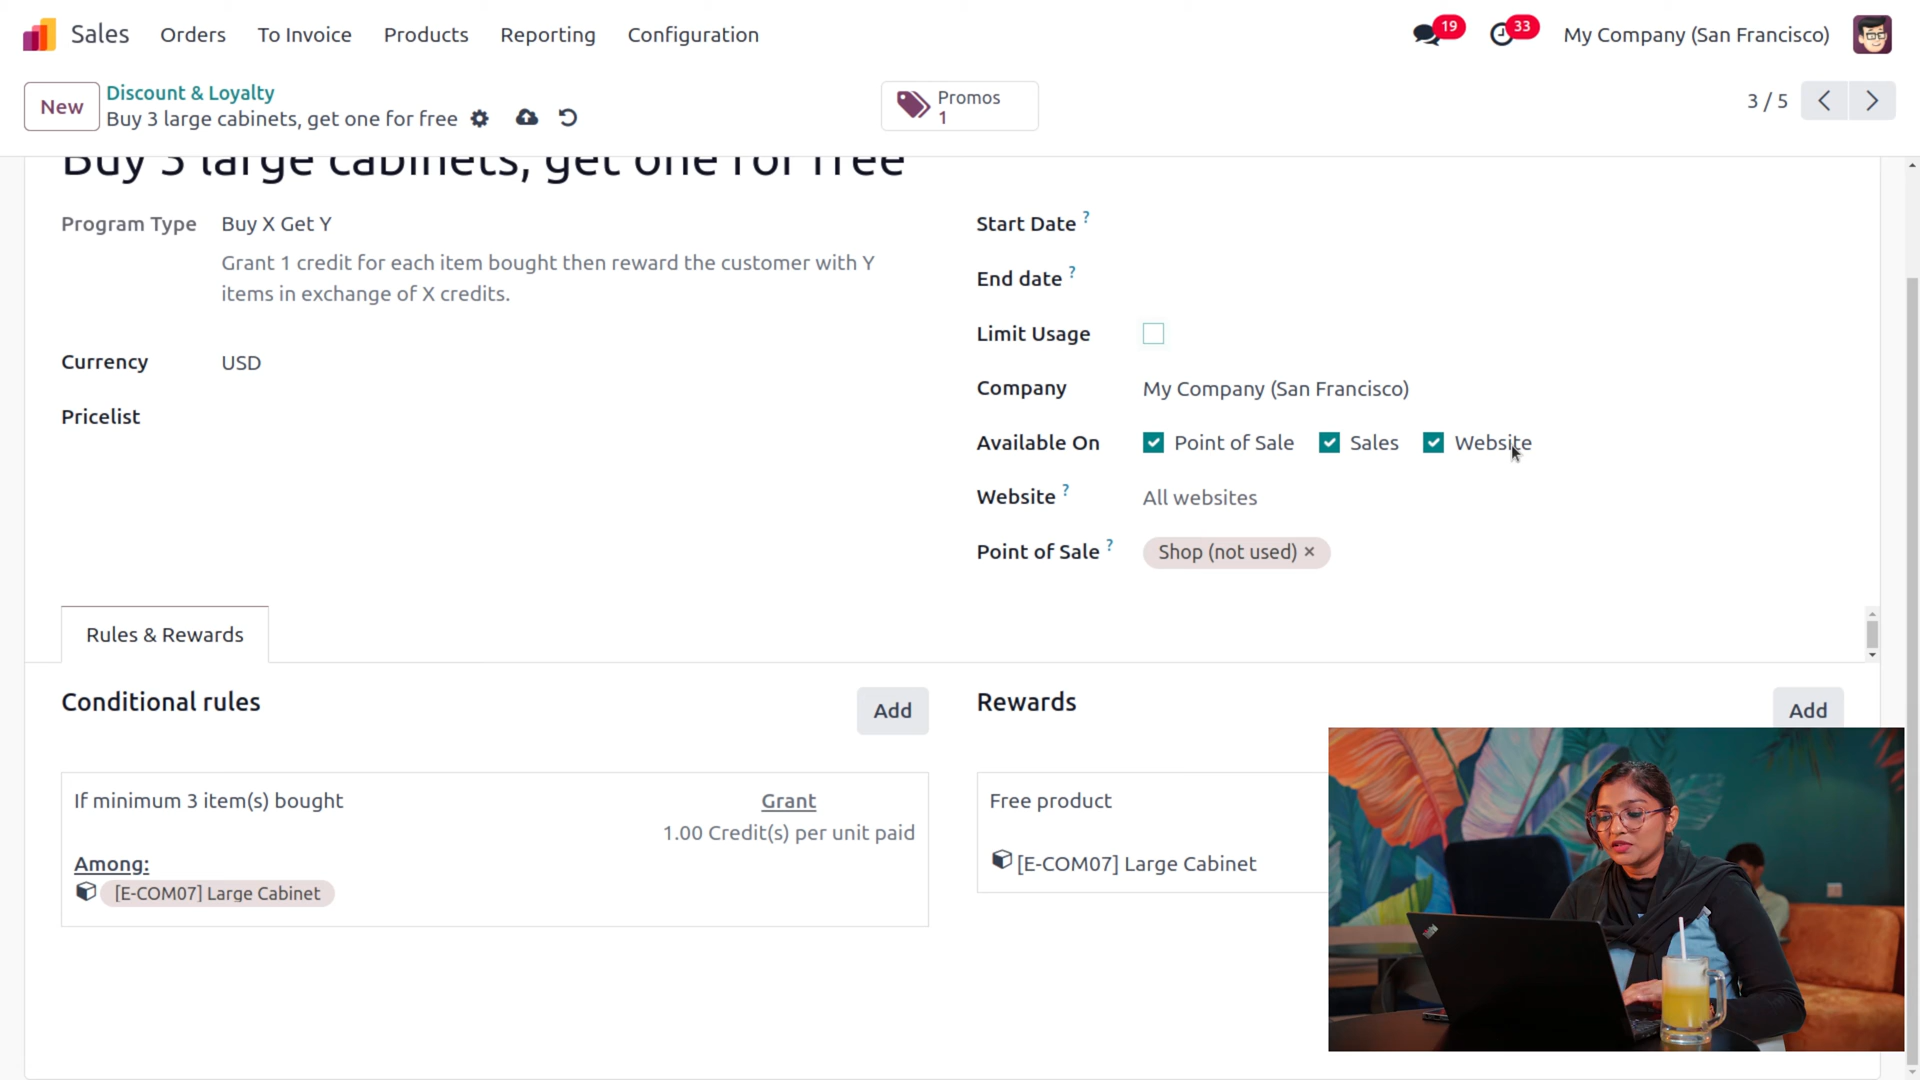 Sales Orders To Invoice Products Reporting Configuration 19 33 My Company (San Francisco)
New Discount & Loyalty
Buy 3 large cabinets, get one for free
Promos
1
3 / 5
Buy 3 large cabinets, get one for free
Program Type Buy X Get Y
Grant 1 credit for each item bought then reward the customer with Y
items in exchange of X credits.
Currency USD
Pricelist
Start Date ?
End date ?
Limit Usage
Company My Company (San Francisco)
Available On Point of Sale Sales Website
Website ? All websites
Point of Sale ? Shop (not used) ×
Rules & Rewards
Conditional rules Add
If minimum 3 item(s) bought Grant
1.00 Credit(s) per unit paid
Among:
[E-COM07] Large Cabinet
Rewards Add
Free product
[E-COM07] Large Cabinet